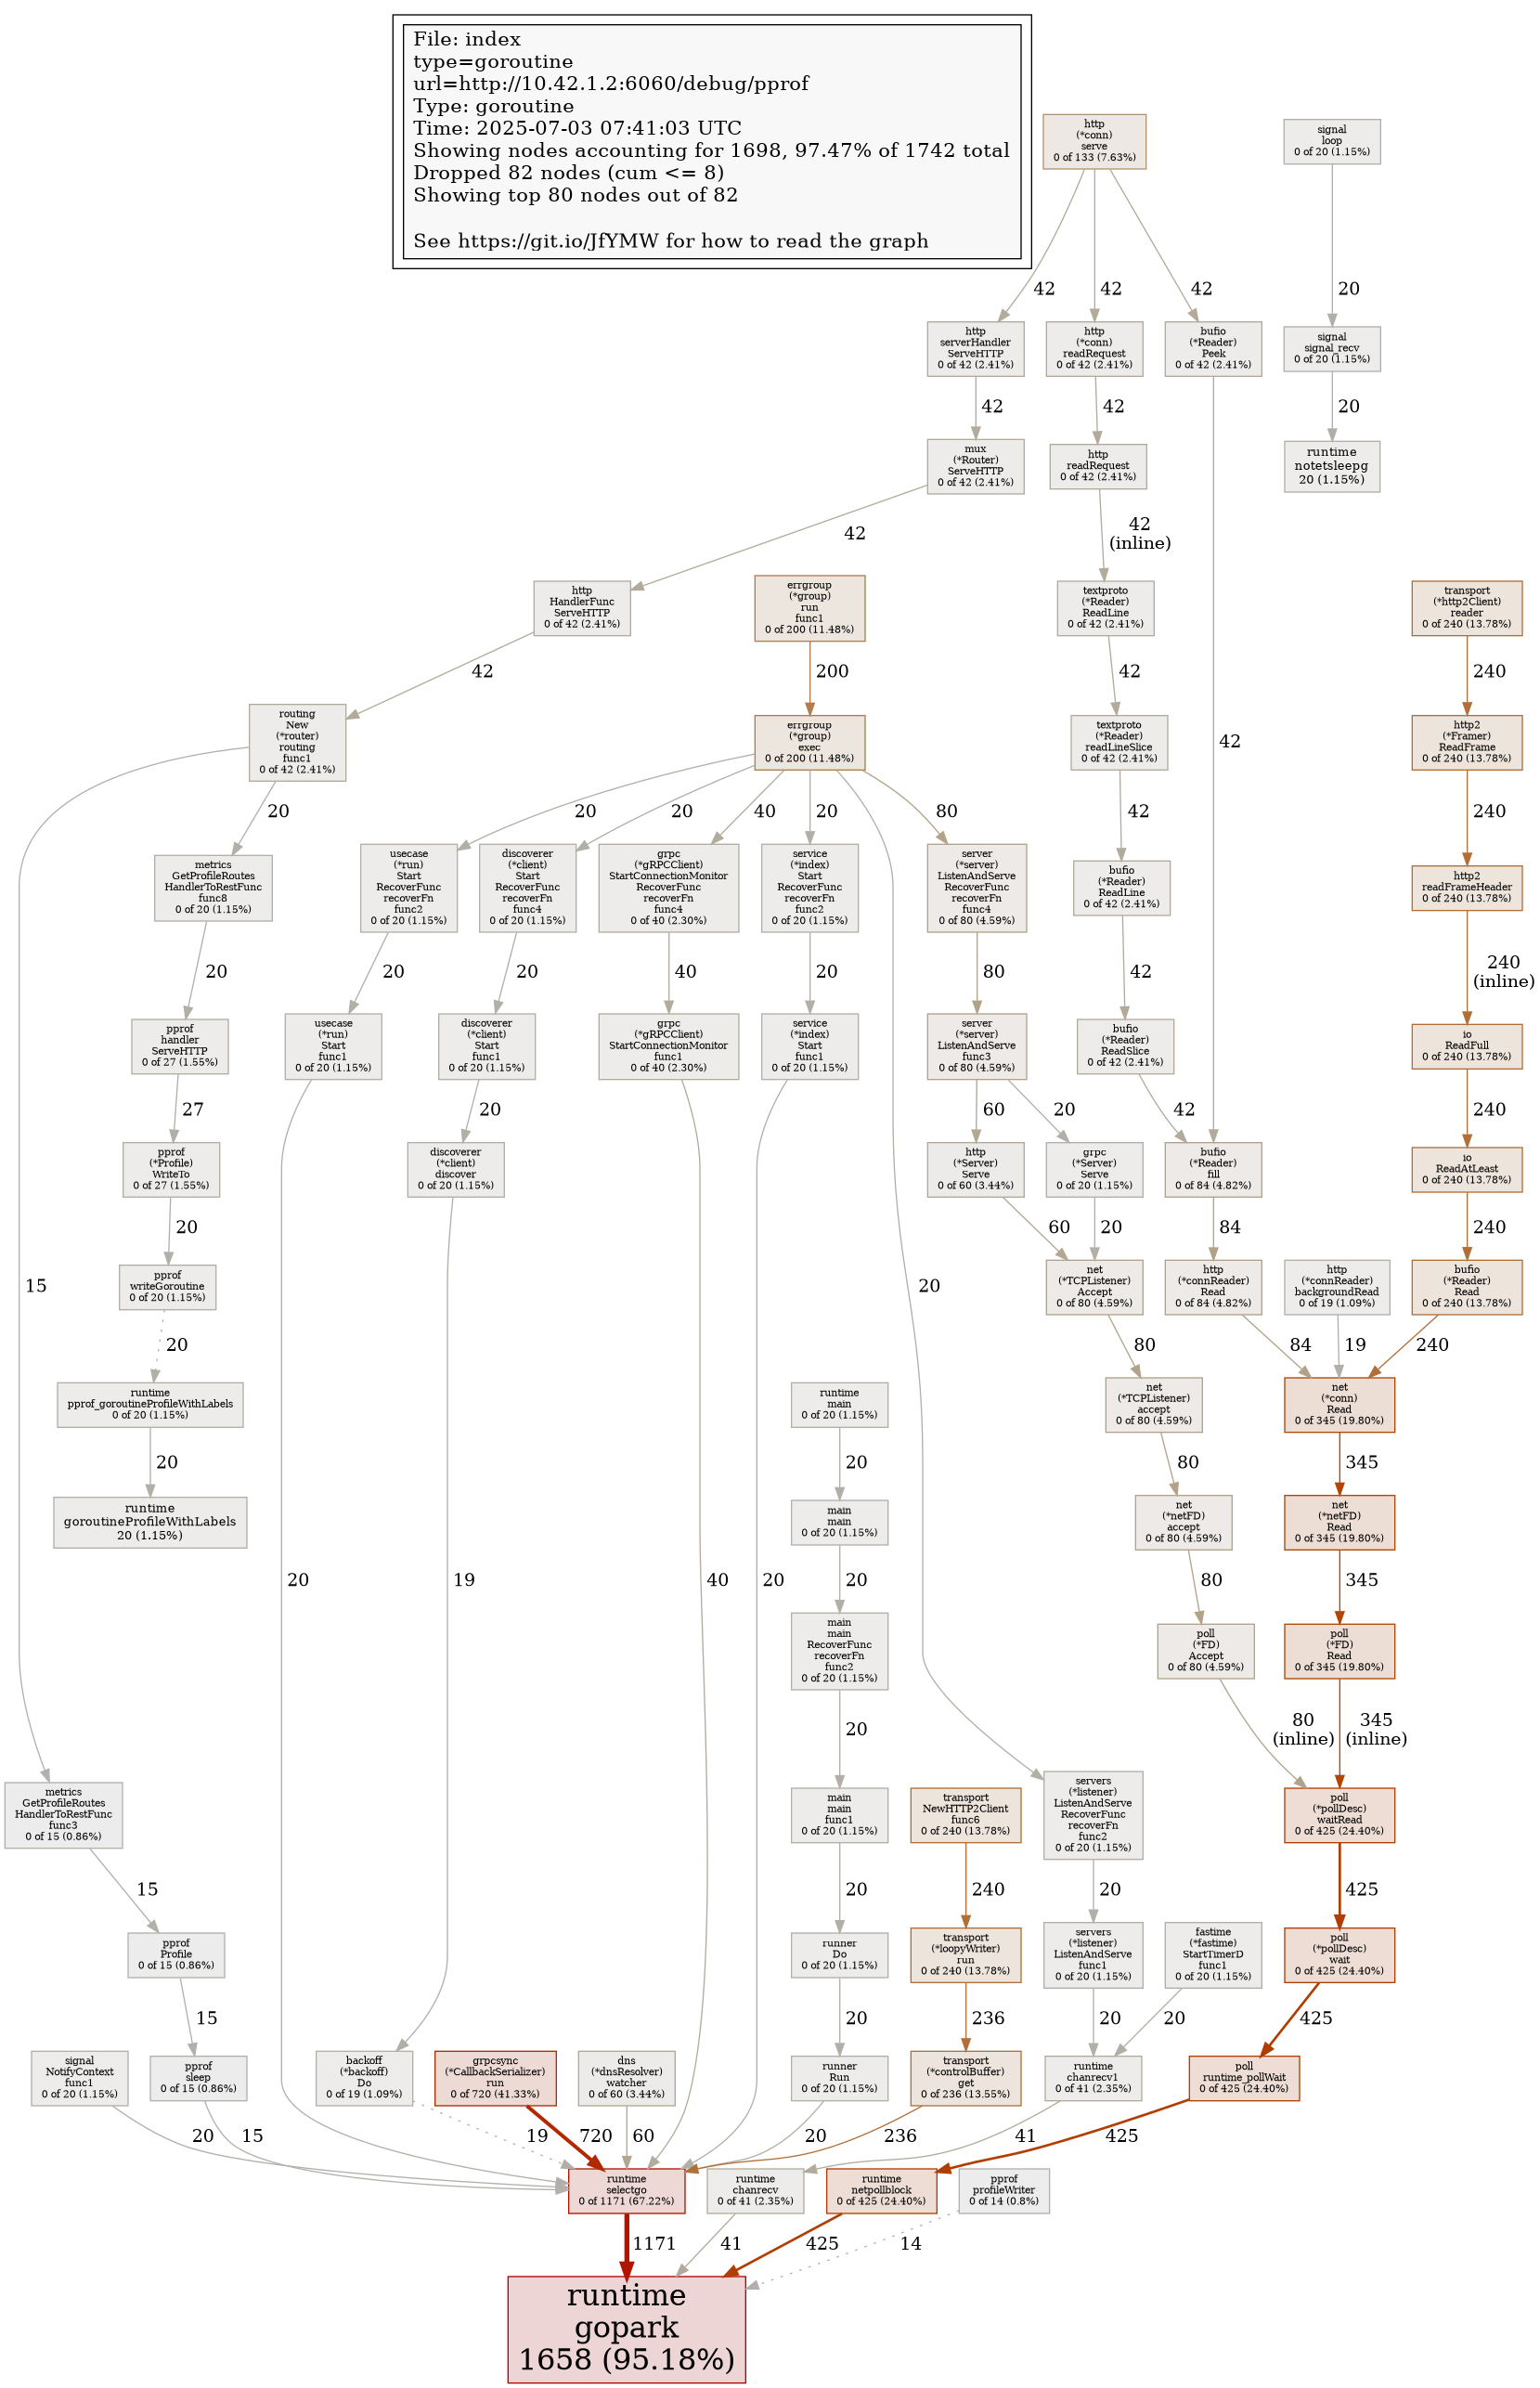 File: index
type=goroutine
url=http://10.42.1.2:6060/debug/pprof
Type: goroutine
Time: 2025-07-03 07:41:03 UTC
Showing nodes accounting for 1698, 97.47% of 1742 total
Dropped 82 nodes (cum <= 8)
Showing top 80 nodes out of 82
See https://git.io/JfYMW for how to read the graph
http
(*conn)
serve
0 of 133 (7.63%)
signal
loop
0 of 20 (1.15%)
42
42
42
20
http
serverHandler
ServeHTTP
0 of 42 (2.41%)
http
(*conn)
readRequest
0 of 42 (2.41%)
bufio
(*Reader)
Peek
0 of 42 (2.41%)
signal
signal_recv
0 of 20 (1.15%)
42
42
20
mux
(*Router)
ServeHTTP
0 of 42 (2.41%)
http
readRequest
0 of 42 (2.41%)
runtime
notetsleepg
20 (1.15%)
42
42
(inline)
http
HandlerFunc
ServeHTTP
0 of 42 (2.41%)
errgroup
(*group)
run
func1
0 of 200 (11.48%)
textproto
(*Reader)
ReadLine
0 of 42 (2.41%)
transport
(*http2Client)
reader
0 of 240 (13.78%)
42
200
42
240
routing
New
(*router)
routing
func1
0 of 42 (2.41%)
errgroup
(*group)
exec
0 of 200 (11.48%)
textproto
(*Reader)
readLineSlice
0 of 42 (2.41%)
42
http2
(*Framer)
ReadFrame
0 of 240 (13.78%)
20
20
20
40
20
80
42
240
metrics
GetProfileRoutes
HandlerToRestFunc
func8
0 of 20 (1.15%)
usecase
(*run)
Start
RecoverFunc
recoverFn
func2
0 of 20 (1.15%)
discoverer
(*client)
Start
RecoverFunc
recoverFn
func4
0 of 20 (1.15%)
grpc
(*gRPCClient)
StartConnectionMonitor
RecoverFunc
recoverFn
func4
0 of 40 (2.30%)
service
(*index)
Start
RecoverFunc
recoverFn
func2
0 of 20 (1.15%)
server
(*server)
ListenAndServe
RecoverFunc
recoverFn
func4
0 of 80 (4.59%)
bufio
(*Reader)
ReadLine
0 of 42 (2.41%)
http2
readFrameHeader
0 of 240 (13.78%)
20
20
20
40
20
80
42
240
(inline)
pprof
handler
ServeHTTP
0 of 27 (1.55%)
usecase
(*run)
Start
func1
0 of 20 (1.15%)
discoverer
(*client)
Start
func1
0 of 20 (1.15%)
grpc
(*gRPCClient)
StartConnectionMonitor
func1
0 of 40 (2.30%)
service
(*index)
Start
func1
0 of 20 (1.15%)
server
(*server)
ListenAndServe
func3
0 of 80 (4.59%)
bufio
(*Reader)
ReadSlice
0 of 42 (2.41%)
io
ReadFull
0 of 240 (13.78%)
27
20
60
20
42
240
pprof
(*Profile)
WriteTo
0 of 27 (1.55%)
discoverer
(*client)
discover
0 of 20 (1.15%)
http
(*Server)
Serve
0 of 60 (3.44%)
grpc
(*Server)
Serve
0 of 20 (1.15%)
bufio
(*Reader)
fill
0 of 84 (4.82%)
io
ReadAtLeast
0 of 240 (13.78%)
20
60
20
84
240
pprof
writeGoroutine
0 of 20 (1.15%)
net
(*TCPListener)
Accept
0 of 80 (4.59%)
http
(*connReader)
Read
0 of 84 (4.82%)
http
(*connReader)
backgroundRead
0 of 19 (1.09%)
bufio
(*Reader)
Read
0 of 240 (13.78%)
15
20
20
80
84
19
240
runtime
pprof_goroutineProfileWithLabels
0 of 20 (1.15%)
runtime
main
0 of 20 (1.15%)
net
(*TCPListener)
accept
0 of 80 (4.59%)
net
(*conn)
Read
0 of 345 (19.80%)
20
20
80
345
runtime
goroutineProfileWithLabels
20 (1.15%)
main
main
0 of 20 (1.15%)
net
(*netFD)
accept
0 of 80 (4.59%)
net
(*netFD)
Read
0 of 345 (19.80%)
20
19
40
20
20
80
345
main
main
RecoverFunc
recoverFn
func2
0 of 20 (1.15%)
poll
(*FD)
Accept
0 of 80 (4.59%)
poll
(*FD)
Read
0 of 345 (19.80%)
20
80
(inline)
345
(inline)
metrics
GetProfileRoutes
HandlerToRestFunc
func3
0 of 15 (0.86%)
main
main
func1
0 of 20 (1.15%)
transport
NewHTTP2Client
func6
0 of 240 (13.78%)
servers
(*listener)
ListenAndServe
RecoverFunc
recoverFn
func2
0 of 20 (1.15%)
poll
(*pollDesc)
waitRead
0 of 425 (24.40%)
15
20
240
20
425
pprof
Profile
0 of 15 (0.86%)
runner
Do
0 of 20 (1.15%)
transport
(*loopyWriter)
run
0 of 240 (13.78%)
servers
(*listener)
ListenAndServe
func1
0 of 20 (1.15%)
fastime
(*fastime)
StartTimerD
func1
0 of 20 (1.15%)
poll
(*pollDesc)
wait
0 of 425 (24.40%)
15
20
236
20
20
425
signal
NotifyContext
func1
0 of 20 (1.15%)
pprof
sleep
0 of 15 (0.86%)
backoff
(*backoff)
Do
0 of 19 (1.09%)
grpcsync
(*CallbackSerializer)
run
0 of 720 (41.33%)
dns
(*dnsResolver)
watcher
0 of 60 (3.44%)
runner
Run
0 of 20 (1.15%)
transport
(*controlBuffer)
get
0 of 236 (13.55%)
runtime
chanrecv1
0 of 41 (2.35%)
poll
runtime_pollWait
0 of 425 (24.40%)
20
15
19
720
60
20
236
41
425
runtime
selectgo
0 of 1171 (67.22%)
runtime
chanrecv
0 of 41 (2.35%)
runtime
netpollblock
0 of 425 (24.40%)
pprof
profileWriter
0 of 14 (0.8%)
1171
41
425
14
runtime
gopark
1658 (95.18%)